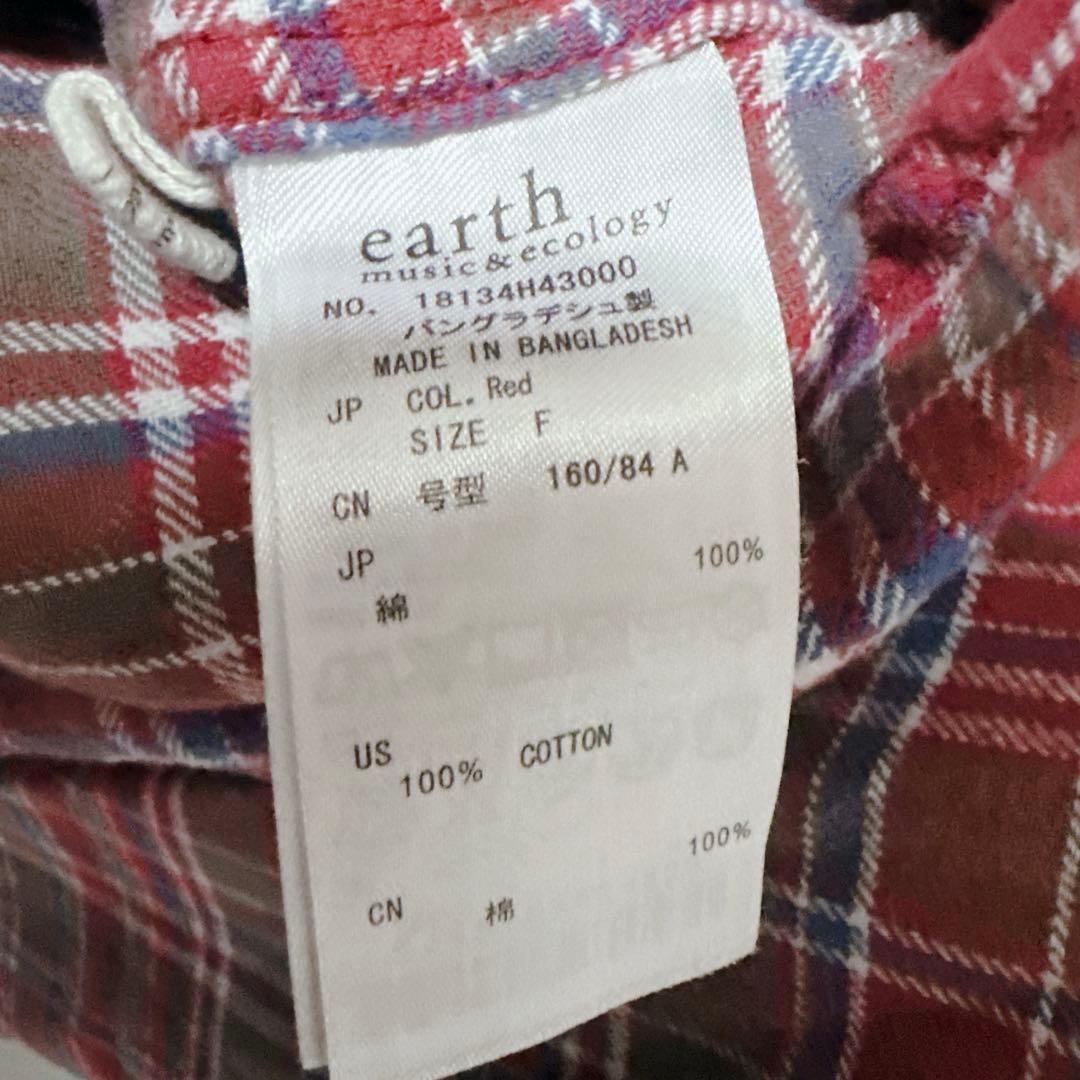 earth
music&ecology
NO. 18134H43000
バングラデシュ製
MADE IN BANGLADESH
JP COL. Red
SIZE F
CN 号型 160/84 A
JP 100%
綿
US
100% COTTON
100%
CN 棉